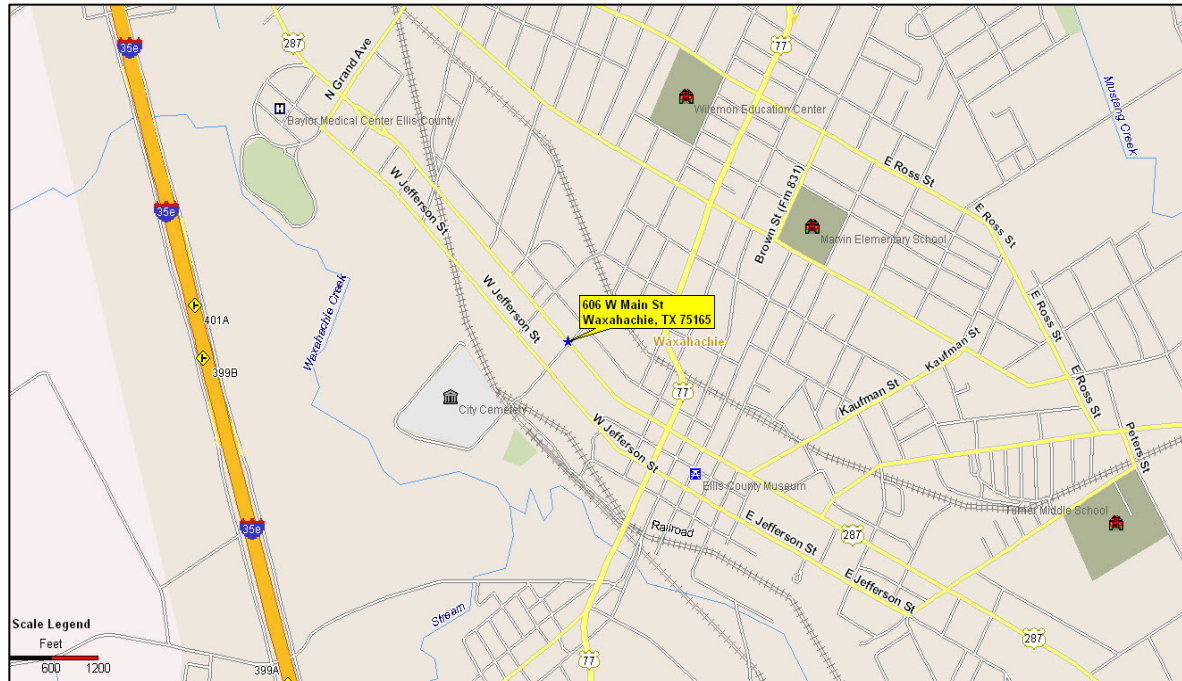 35e
287
N Grand Ave
77
Wilemon Education Center
Mustang Creek
Baylor Medical Center Ellis County
E Ross St
35e
W Jefferson St
Brown St (Fm 831)
E Ross St
Marvin Elementary School
Waxahachie Creek
W Jefferson St
606 W Main St
Waxahachie, TX 75165
E Ross St
401A
Waxahachie
Kaufman St
399B
77
Kaufman St
E Ross St
City Cemetery
W Jefferson St
Peters St
Ellis County Museum
35e
Railroad
E Jefferson St
287
Turner Middle School
E Jefferson St
Stream
Scale Legend
Feet
600 1200
399A
77
287